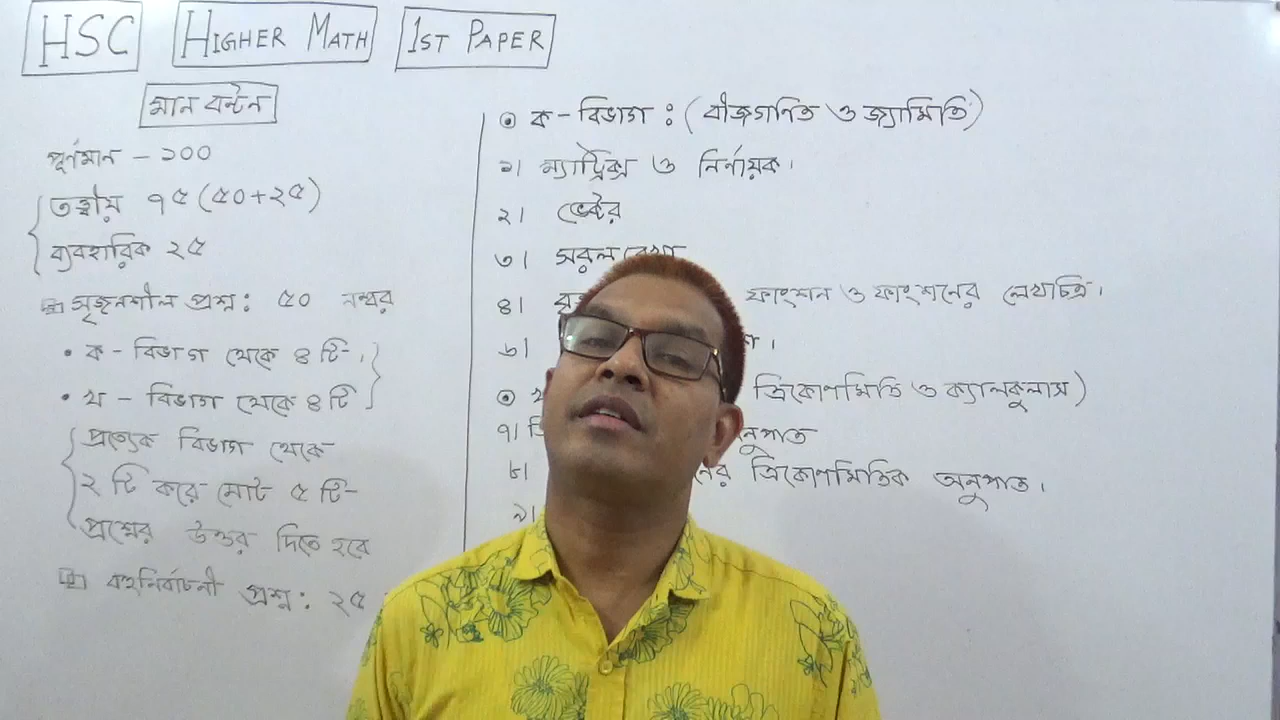 HSC HIGHER MATH 1ST PAPER
মান বন্টন
পূর্ণমান - ১০০
তত্ত্বীয় ৭৫ (৫০+২৫)
ব্যবহারিক ২৫
সৃজনশীল প্রশ্ন: ৫০ নম্বর
• ক - বিভাগ থেকে ৪ টি।
• খ - বিভাগ থেকে ৪ টি
প্রত্যেক বিভাগ থেকে
২ টি করে মোট ৫ টি
প্রশ্নের উত্তর দিতে হবে
বহুনির্বাচনী প্রশ্ন: ২৫
ক - বিভাগ : (বীজগণিত ও জ্যামিতি)
১। ম্যাট্রিক্স ও নির্ণায়ক।
২। ভেক্টর
৩। সরল রেখা
৪। ফাংশন ও ফাংশনের লেখচিত্র।
৬।
ত্রিকোণমিতি ও ক্যালকুলাস)
৭।
৮। ত্রিকোণমিতিক অনুপাত।
৯।